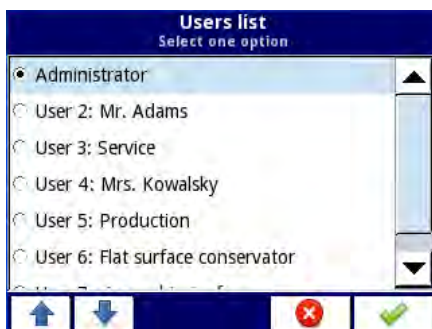 Users list
Select one option
Administrator
User 2: Mr. Adams
User 3: Service
User 4: Mrs. Kowalsky
User 5: Production
User 6: Flat surface conservator